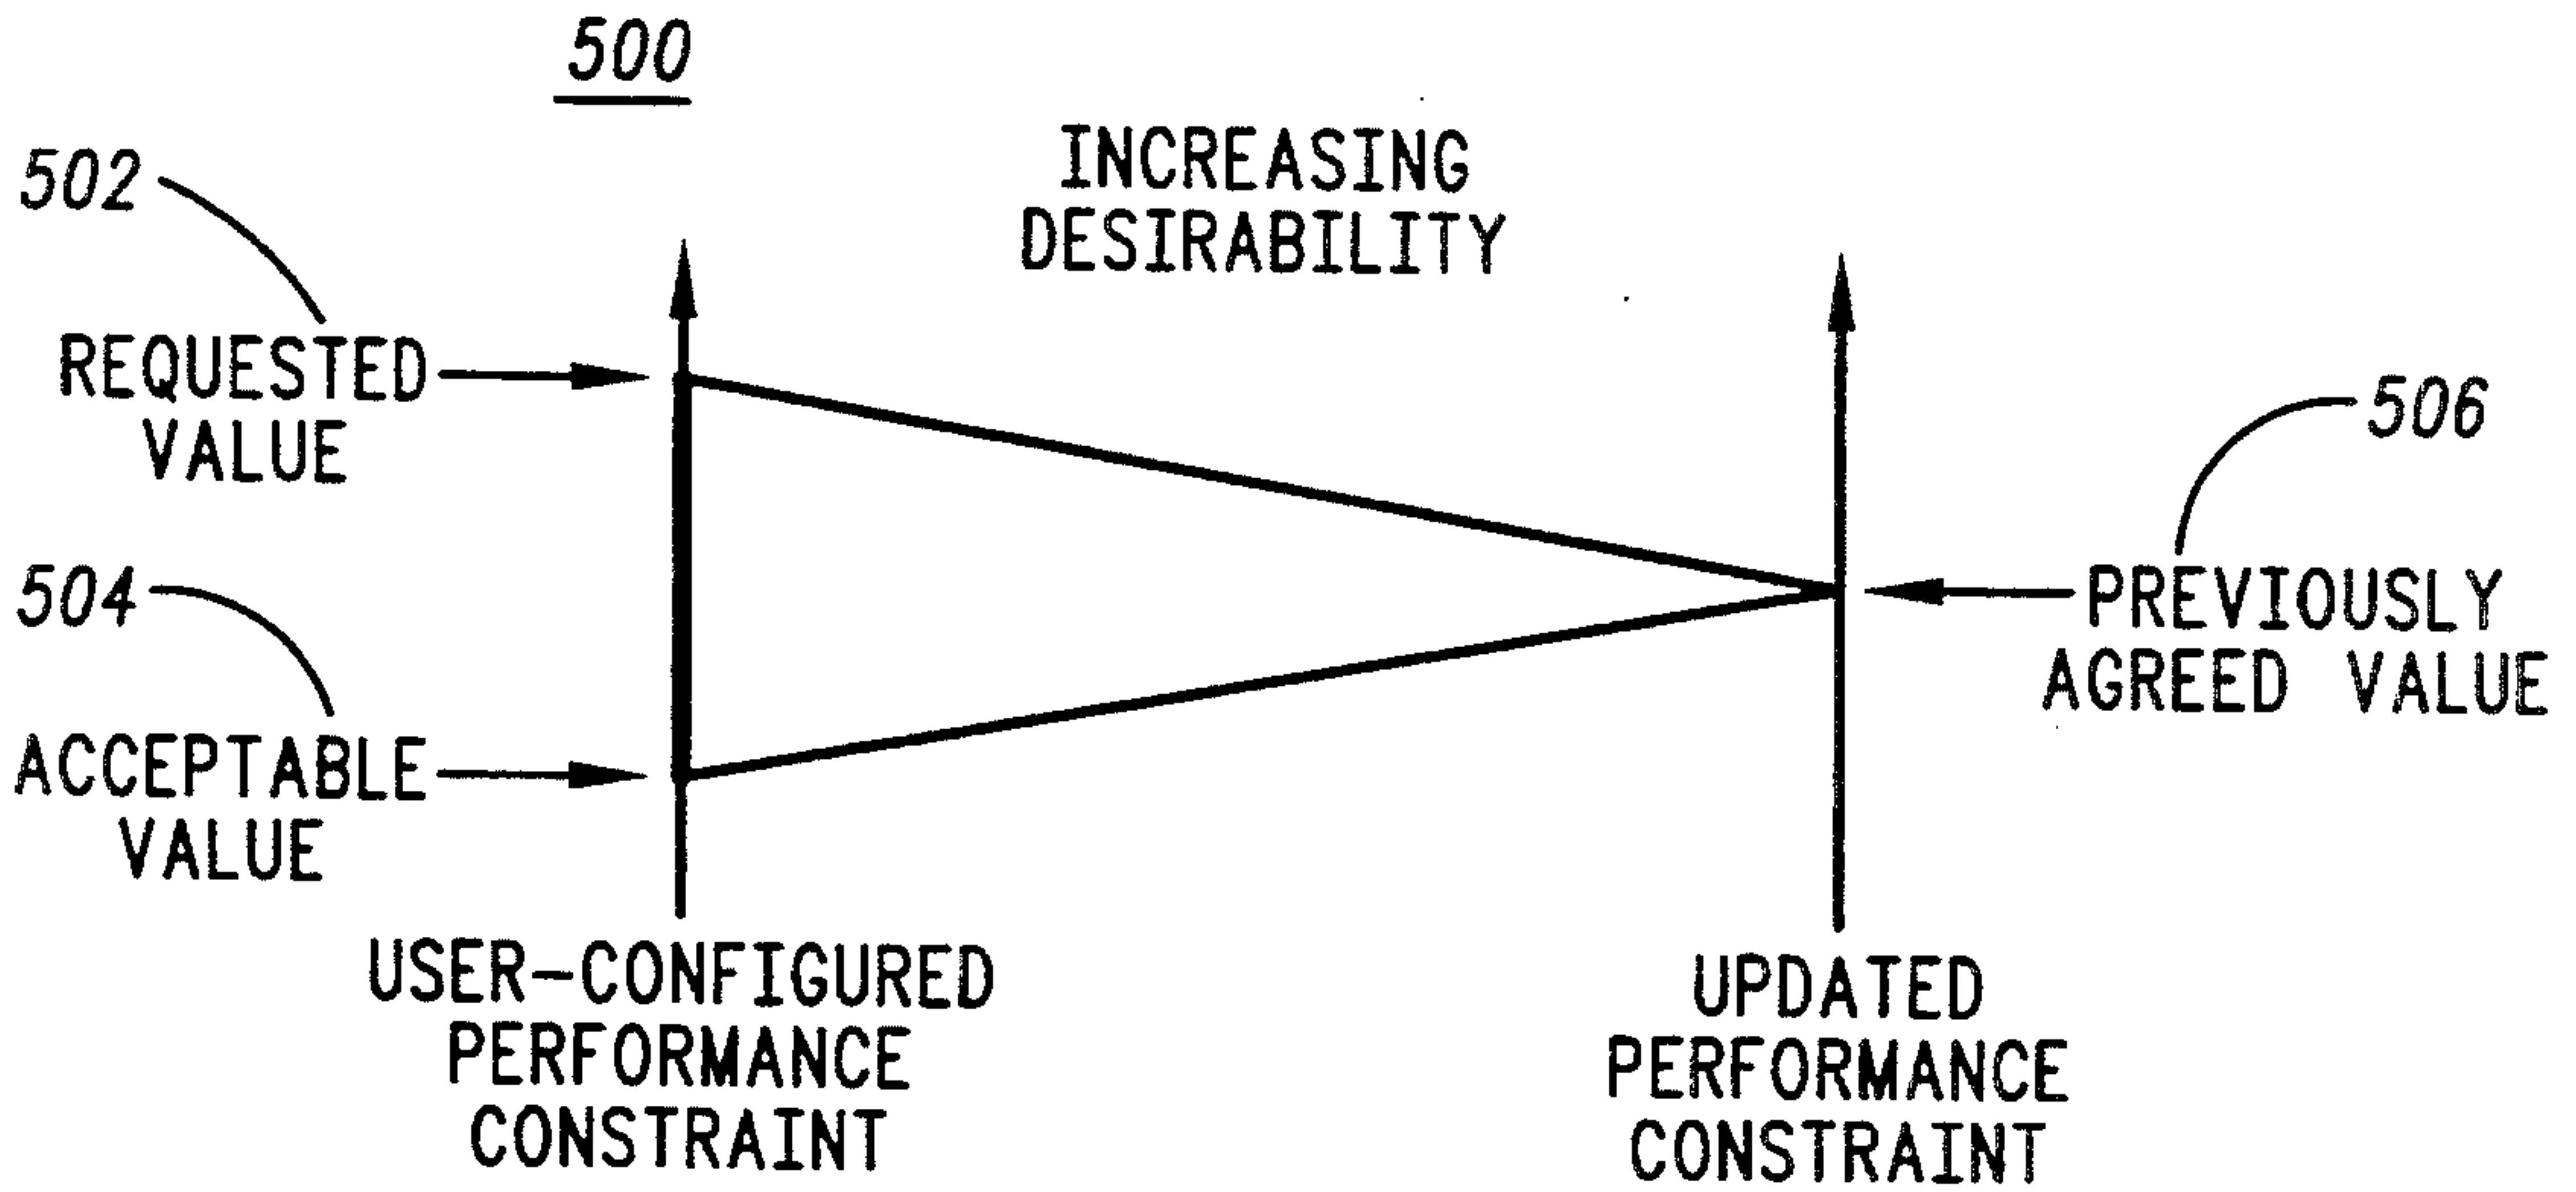 500
502
INCREASING
DESIRABILITY
REQUESTED
VALUE
506
504
PREVIOUSLY
AGREED VALUE
ACCEPTABLE
VALUE
USER-CONFIGURED
PERFORMANCE
CONSTRAINT
UPDATED
PERFORMANCE
CONSTRAINT